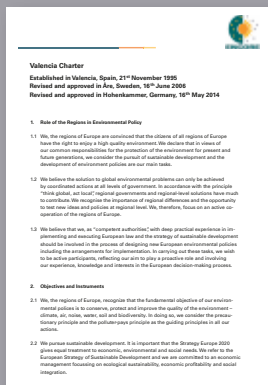 ENCORE
Valencia Charter
Established in Valencia, Spain, 21st November 1995
Revised and approved in Åre, Sweden, 16th June 2006
Revised and approved in Hohenkammer, Germany, 16th May 2014
1. Role of the Regions in Environmental Policy
1.1 We, the regions of Europe are convinced that the citizens of all regions of Europe
have the right to enjoy a high quality environment. We declare that in views
of our common responsibilities for the protection of the environment for present and
future generations, we consider the pursuit of sustainable development and the
development of environment policies are our main tasks.
1.2 We believe the solution to global environmental problems can only be achieved
by coordinated actions at all levels of government. In accordance with the principle
"think global, act local", regional governments and regional-level solutions have much
to contribute. We recognise the importance of regional differences and the opportunity
to test new ideas and policies at regional level. We, therefore, focus on an active co-
operation of the regions of Europe.
1.3 We believe that we, as "competent authorities", with deep practical experience in im-
plementing and executing European law and the strategy of sustainable development
should be involved in the process of designing new European environmental policies
including the arrangements for implementation. In carrying our these tasks, we wish
to be active participants, reflecting our aim to play a proactive role and involving
our experience, knowledge and interests in the European decision-making process.
2. Objectives and Instruments
2.1 We, the regions of Europe, recognize that the fundamental objective of our environ-
mental polices is to conserve, protect and improve the quality of the environment –
climate, air, noise, water, soil and biodiversity. In doing so, we consider the precau-
tionary principle and the polluter-pays principle as the guiding principles in all our
actions.
2.2 We pursue sustainable development. It is important that the Strategy Europe 2020
gives equal treatment to economic, environmental and social needs. We refer to the
European Strategy of Sustainable Development and we are committed to an economic
management focussing on ecological sustainability, economic profitability and social
integration.